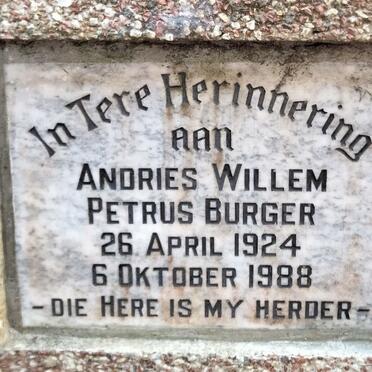 In Tere Herinnering
aan
Andries Willem
Petrus Burger
26 April 1924
6 Oktober 1988
- Die Here is my Herder -